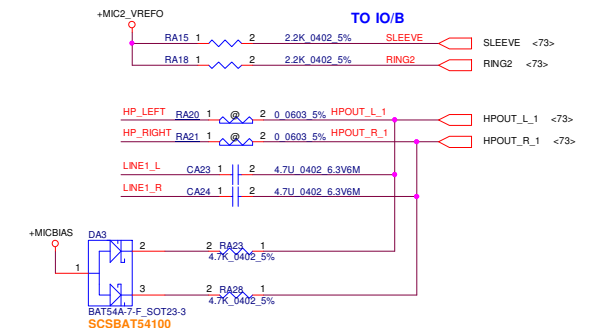 +MIC2_VREFO
TO IO/B
RA15 1 2 2.2K_0402_5% SLEEVE SLEEVE <73>
RA18 1 2 2.2K_0402_5% RING2 RING2 <73>
HP_LEFT RA20 1 @ 2 0_0603_5% HPOUT_L_1 HPOUT_L_1 <73>
HP_RIGHT RA21 1 @ 2 0_0603_5% HPOUT_R_1 HPOUT_R_1 <73>
LINE1_L CA23 1 2 4.7U_0402_6.3V6M
LINE1_R CA24 1 2 4.7U_0402_6.3V6M
+MICBIAS
DA3
2 2 RA23 1
4.7K_0402_5%
1
3 2 RA28 1
4.7K_0402_5%
BAT54A-7-F_SOT23-3
SCSBAT54100